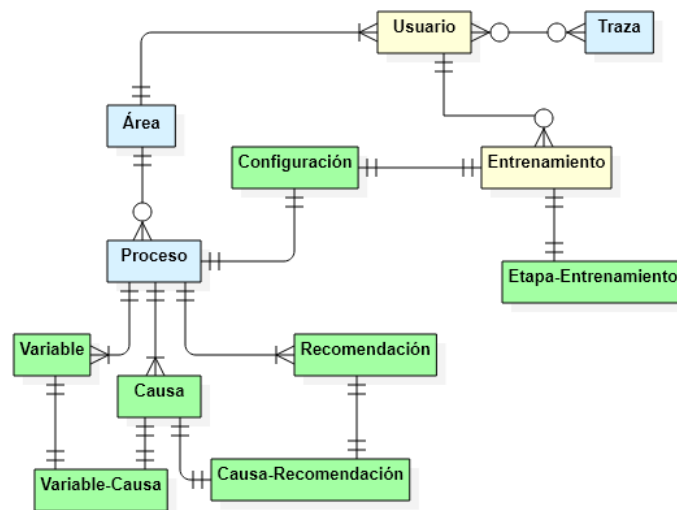 Usuario
Traza
Área
Configuración
Entrenamiento
Proceso
Etapa-Entrenamiento
Variable
Recomendación
Causa
Variable-Causa
Causa-Recomendación